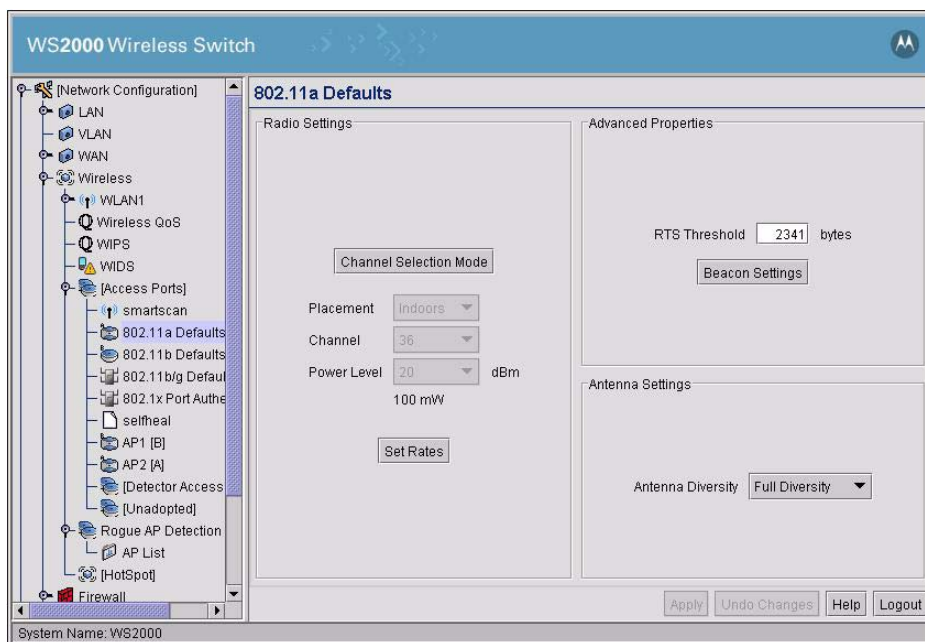 WS2000 Wireless Switch
[Network Configuration]
LAN
VLAN
WAN
Wireless
WLAN1
Wireless QoS
WIPS
WIDS
[Access Ports]
smartscan
802.11a Defaults
802.11b Defaults
802.11b/g Defaul
802.1x Port Authe
selfheal
AP1 [B]
AP2 [A]
[Detector Access
[Unadopted]
Rogue AP Detection
AP List
[HotSpot]
Firewall
802.11a Defaults
Radio Settings
Channel Selection Mode
Placement Indoors
Channel 36
Power Level 20 dBm
100 mW
Set Rates
Advanced Properties
RTS Threshold 2341 bytes
Beacon Settings
Antenna Settings
Antenna Diversity Full Diversity
Apply Undo Changes Help Logout
System Name: WS2000